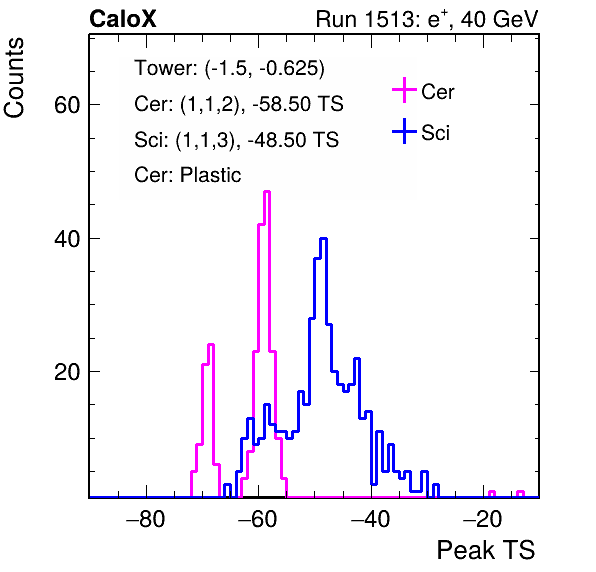 CaloX Run 1513: e⁺, 40 GeV
Counts
Tower: (-1.5, -0.625)
Cer: (1,1,2), -58.50 TS
Sci: (1,1,3), -48.50 TS
Cer: Plastic
Cer
Sci
60
40
20
−80 −60 −40 −20
Peak TS